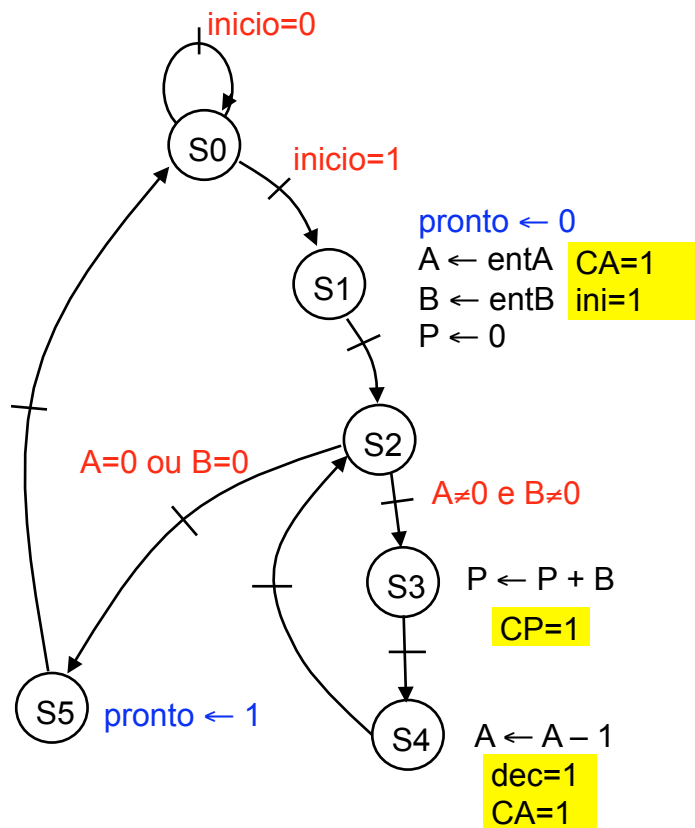 inicio=0
S0
inicio=1
pronto ← 0
A ← entA CA=1
S1
B ← entB ini=1
P ← 0
S2
A=0 ou B=0
A≠0 e B≠0
S3
P ← P + B
CP=1
S5
pronto ← 1
S4
A ← A – 1
dec=1
CA=1